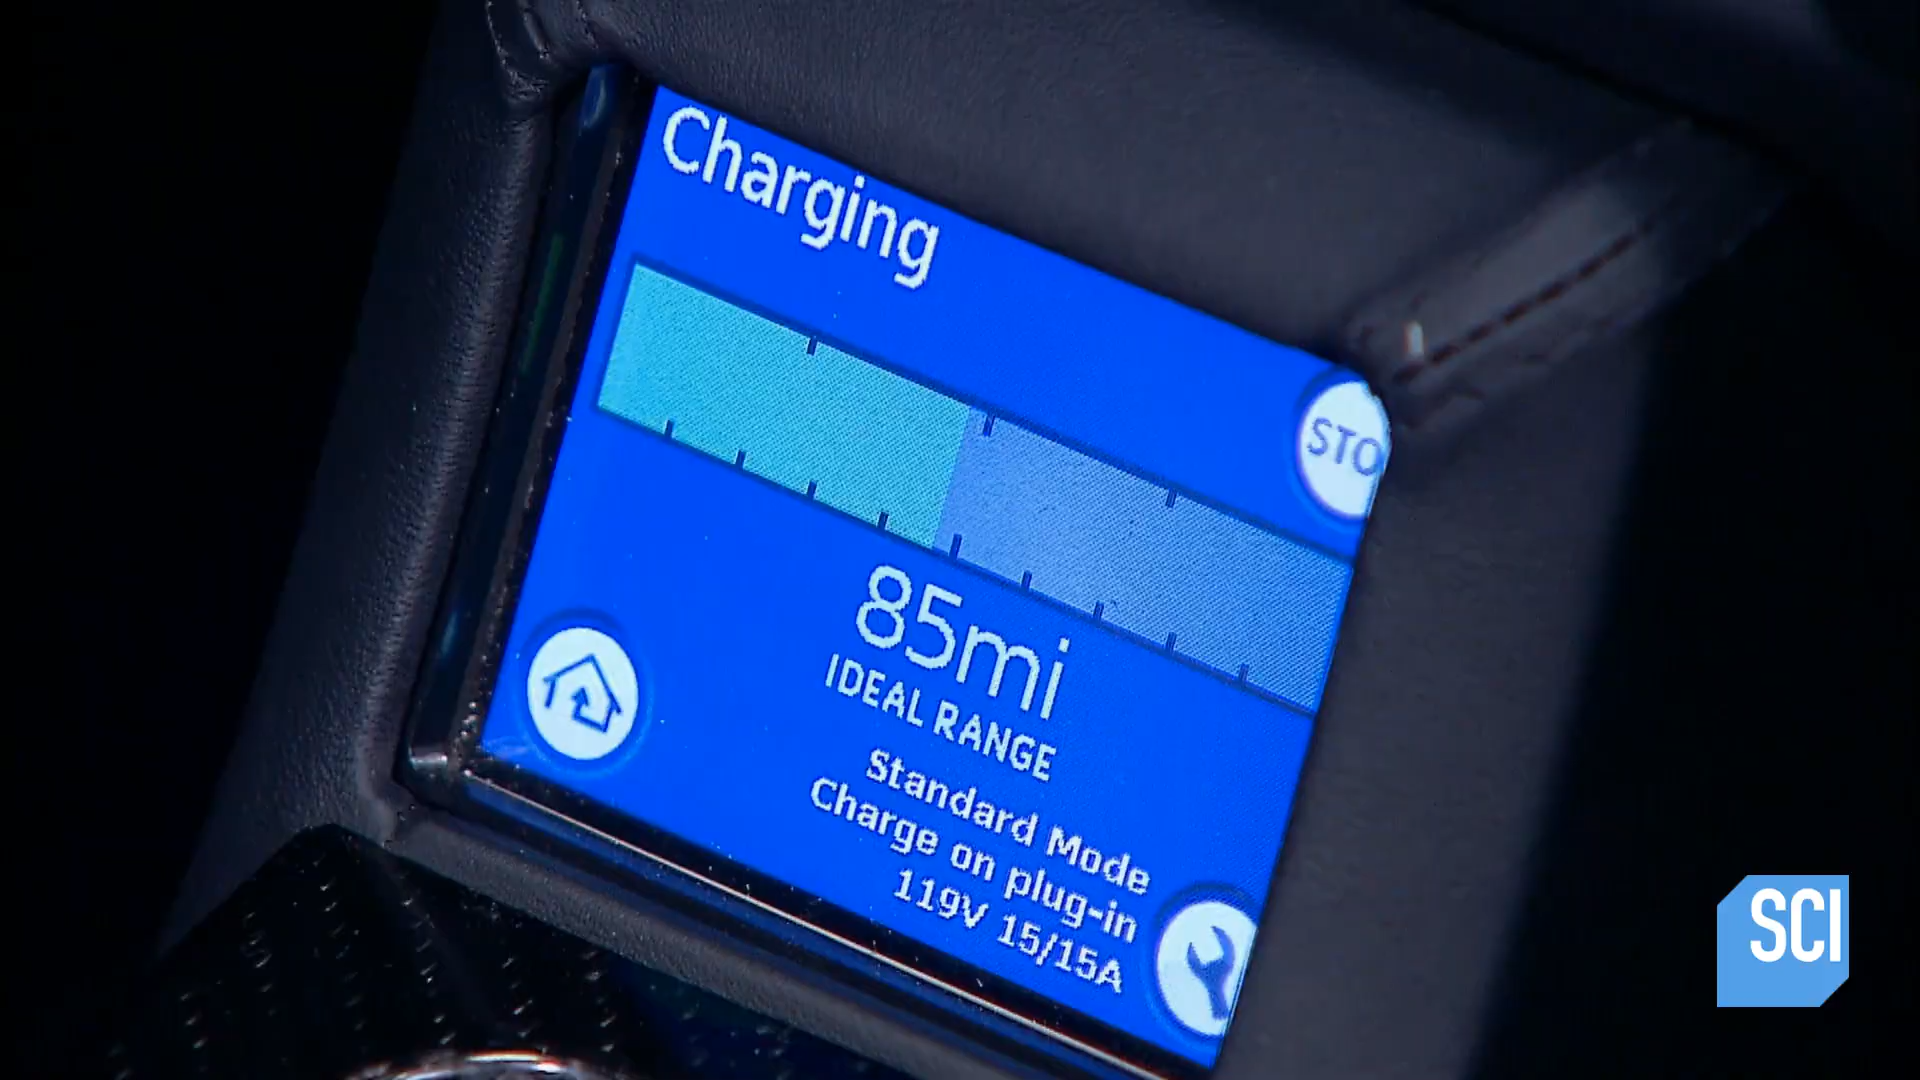 Charging
STO
85mi
IDEAL RANGE
Standard Mode
Charge on plug-in
119V 15/15A
SCI